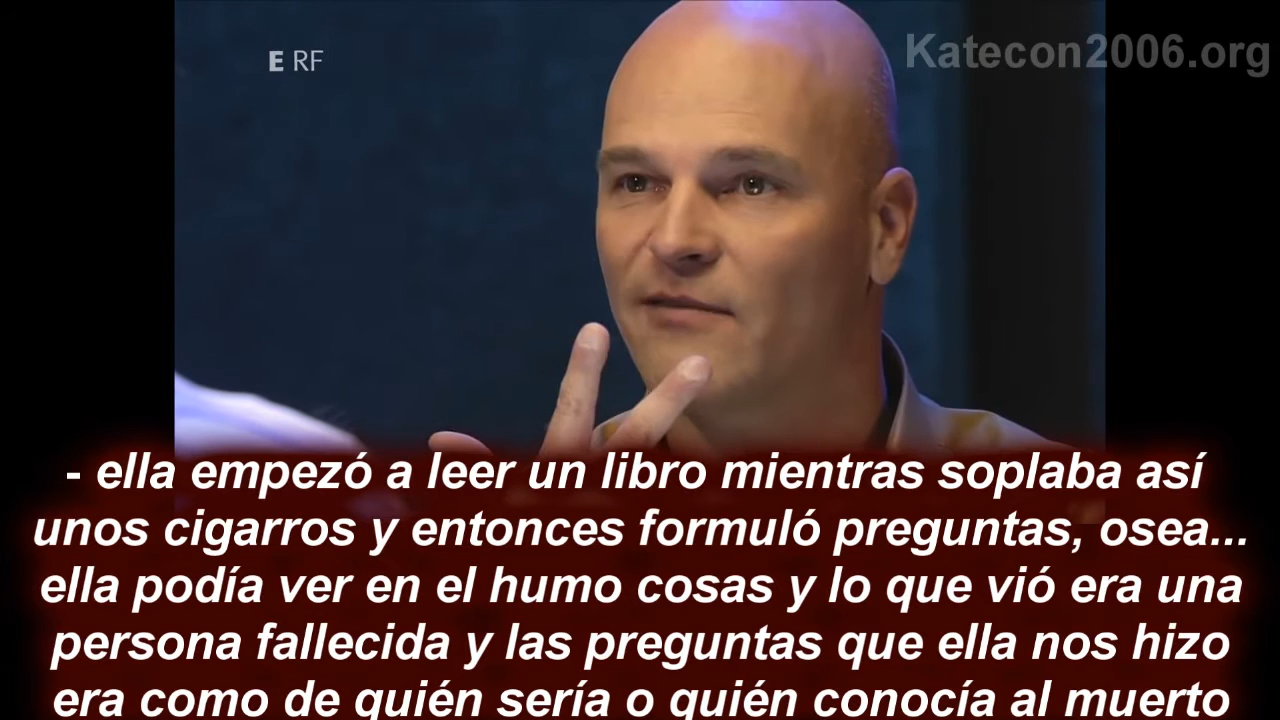 E RF
Katecon2006.org
- ella empezó a leer un libro mientras soplaba así
unos cigarros y entonces formuló preguntas, osea...
ella podía ver en el humo cosas y lo que vió era una
persona fallecida y las preguntas que ella nos hizo
era como de quién sería o quién conocía al muerto